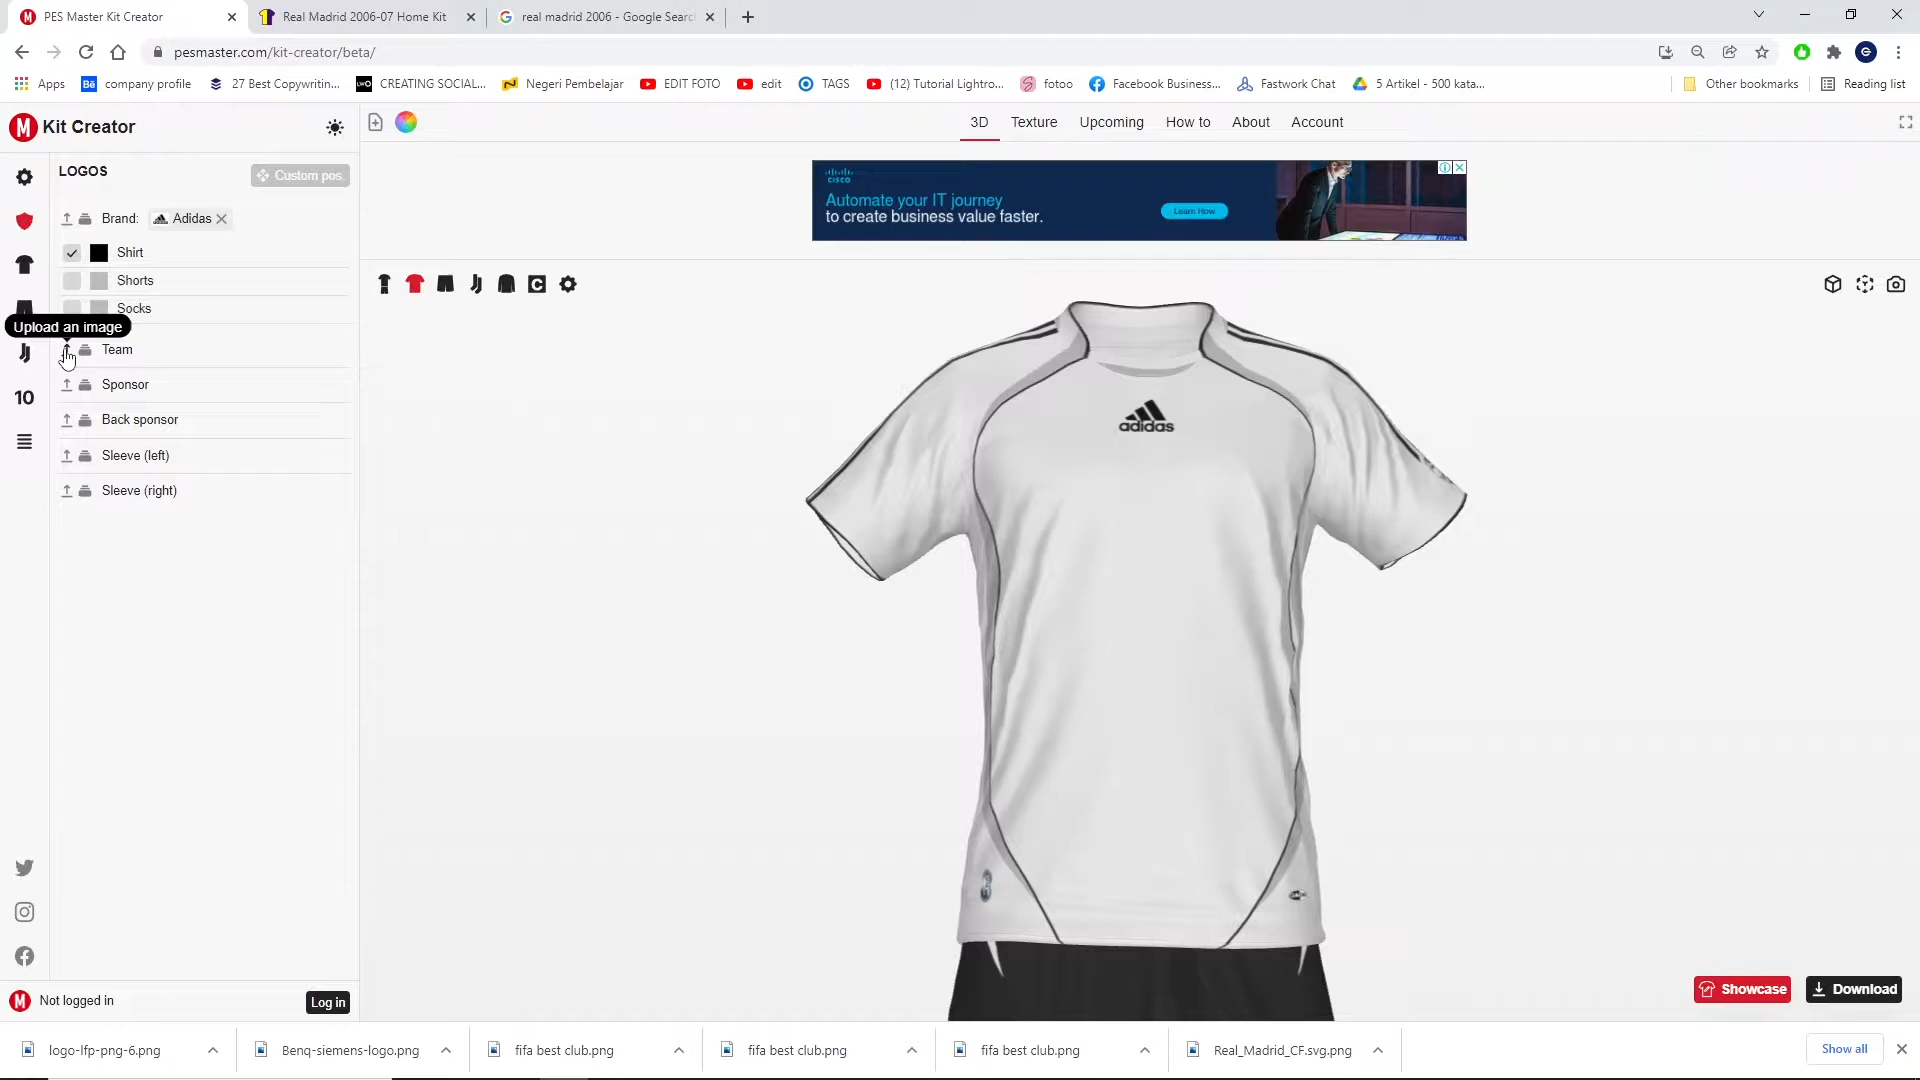 PES Master Kit Creator
Real Madrid 2006-07 Home Kit
real madrid 2006 - Google Searc
pesmaster.com/kit-creator/beta/
Apps
Bē company profile
27 Best Copywritin...
LWO CREATING SOCIAL...
Negeri Pembelajar
EDIT FOTO
edit
TAGS
(12) Tutorial Lightro...
fotoo
Facebook Business...
Fastwork Chat
5 Artikel - 500 kata...
Other bookmarks
Reading list
M Kit Creator
3D
Texture
Upcoming
How to
About
Account
LOGOS
Custom pos.
CISCO
Automate your IT journey
to create business value faster.
Learn How
Brand: Adidas
Shirt
Shorts
Socks
Upload an image
Team
Sponsor
10
Back sponsor
Sleeve (left)
Sleeve (right)
C
adidas
M Not logged in
Log in
Showcase
Download
logo-lfp-png-6.png
Benq-siemens-logo.png
fifa best club.png
fifa best club.png
fifa best club.png
Real_Madrid_CF.svg.png
Show all